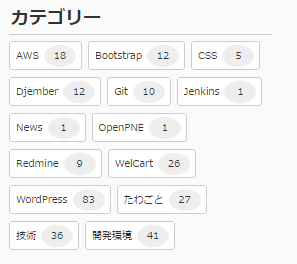 カテゴリー
AWS 18 Bootstrap 12 CSS 5
Djember 12 Git 10 Jenkins 1
News 1 OpenPNE 1
Redmine 9 WelCart 26
WordPress 83 たわごと 27
技術 36 開発環境 41